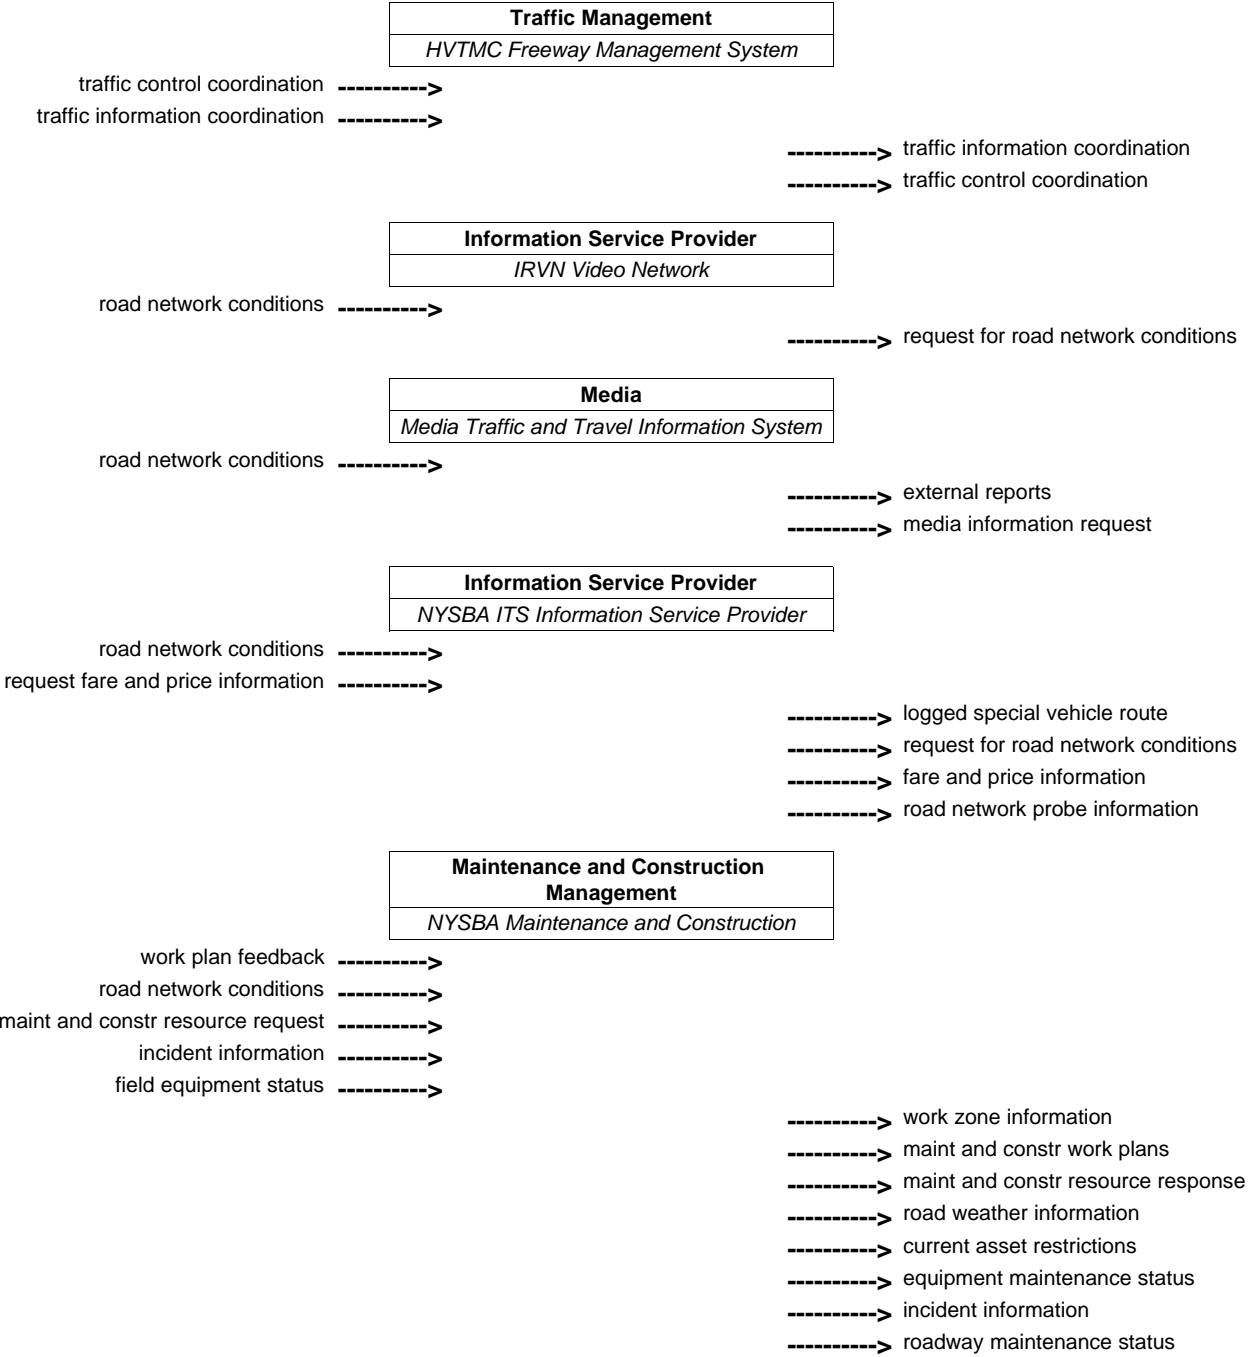 Traffic Management
HVTMC Freeway Management System
traffic control coordination ---------->
traffic information coordination ---------->
----------> traffic information coordination
----------> traffic control coordination
Information Service Provider
IRVN Video Network
road network conditions ---------->
----------> request for road network conditions
Media
Media Traffic and Travel Information System
road network conditions ---------->
----------> external reports
----------> media information request
Information Service Provider
NYSBA ITS Information Service Provider
road network conditions ---------->
request fare and price information ---------->
----------> logged special vehicle route
----------> request for road network conditions
----------> fare and price information
----------> road network probe information
Maintenance and Construction
Management
NYSBA Maintenance and Construction
work plan feedback ---------->
road network conditions ---------->
maint and constr resource request ---------->
incident information ---------->
field equipment status ---------->
----------> work zone information
----------> maint and constr work plans
----------> maint and constr resource response
----------> road weather information
----------> current asset restrictions
----------> equipment maintenance status
----------> incident information
----------> roadway maintenance status